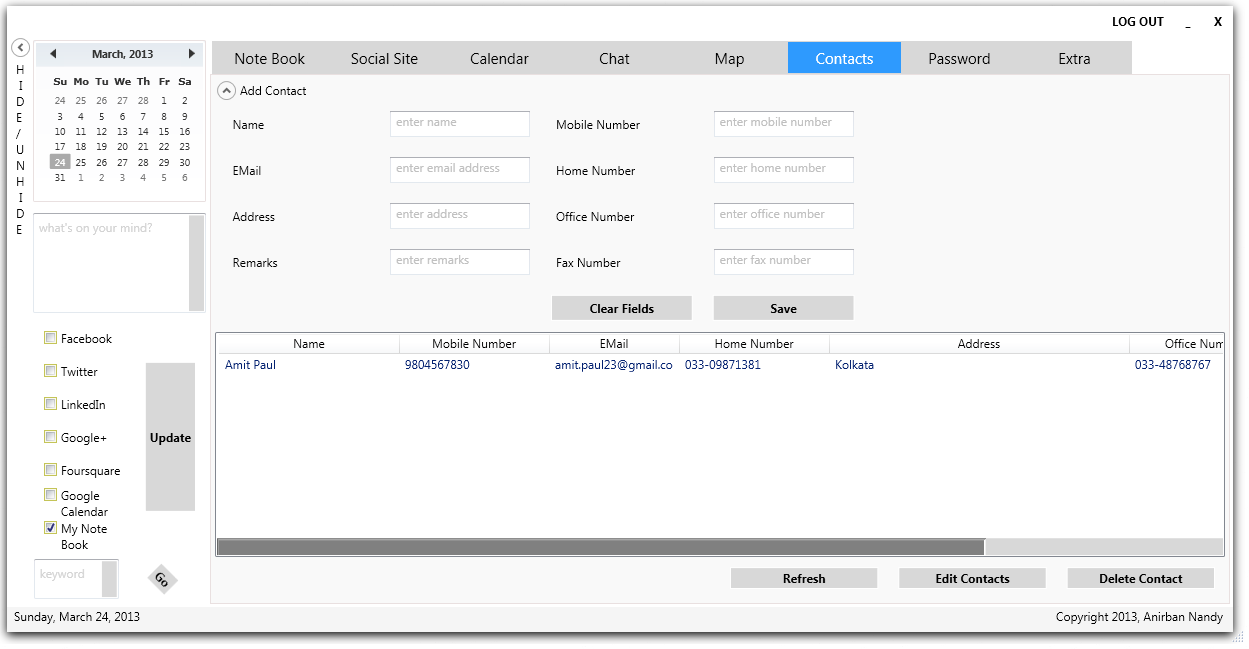 LOG OUT _ X
HIDE/UNHIDE
March, 2013
Su Mo Tu We Th Fr Sa
24 25 26 27 28 1 2
3 4 5 6 7 8 9
10 11 12 13 14 15 16
17 18 19 20 21 22 23
24 25 26 27 28 29 30
31 1 2 3 4 5 6
what's on your mind?
Facebook
Twitter
LinkedIn
Google+
Foursquare
Google
Calendar
My Note
Book
Update
keyword
Go
Note Book Social Site Calendar Chat Map Contacts Password Extra
Add Contact
Name enter name Mobile Number enter mobile number
EMail enter email address Home Number enter home number
Address enter address Office Number enter office number
Remarks enter remarks Fax Number enter fax number
Clear Fields Save
Name Mobile Number EMail Home Number Address Office Num
Amit Paul 9804567830 amit.paul23@gmail.co 033-09871381 Kolkata 033-48768767
Refresh Edit Contacts Delete Contact
Sunday, March 24, 2013 Copyright 2013, Anirban Nandy